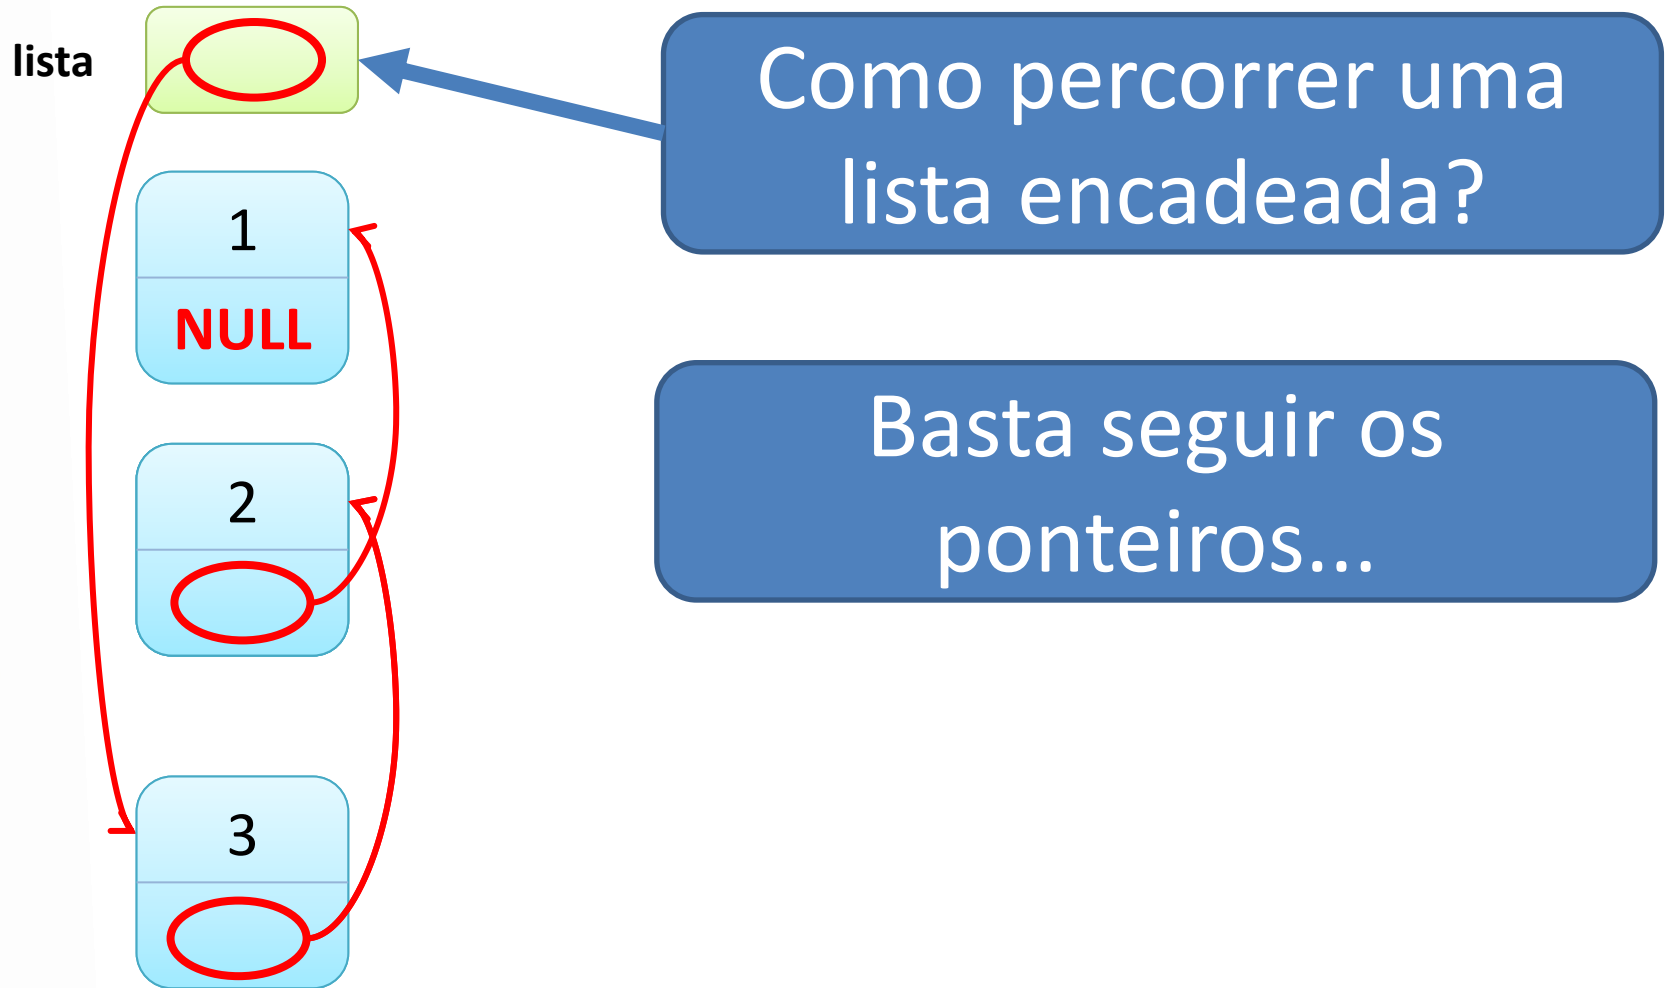 lista
Como percorrer uma
lista encadeada?
1
NULL
Basta seguir os
ponteiros...
2
3